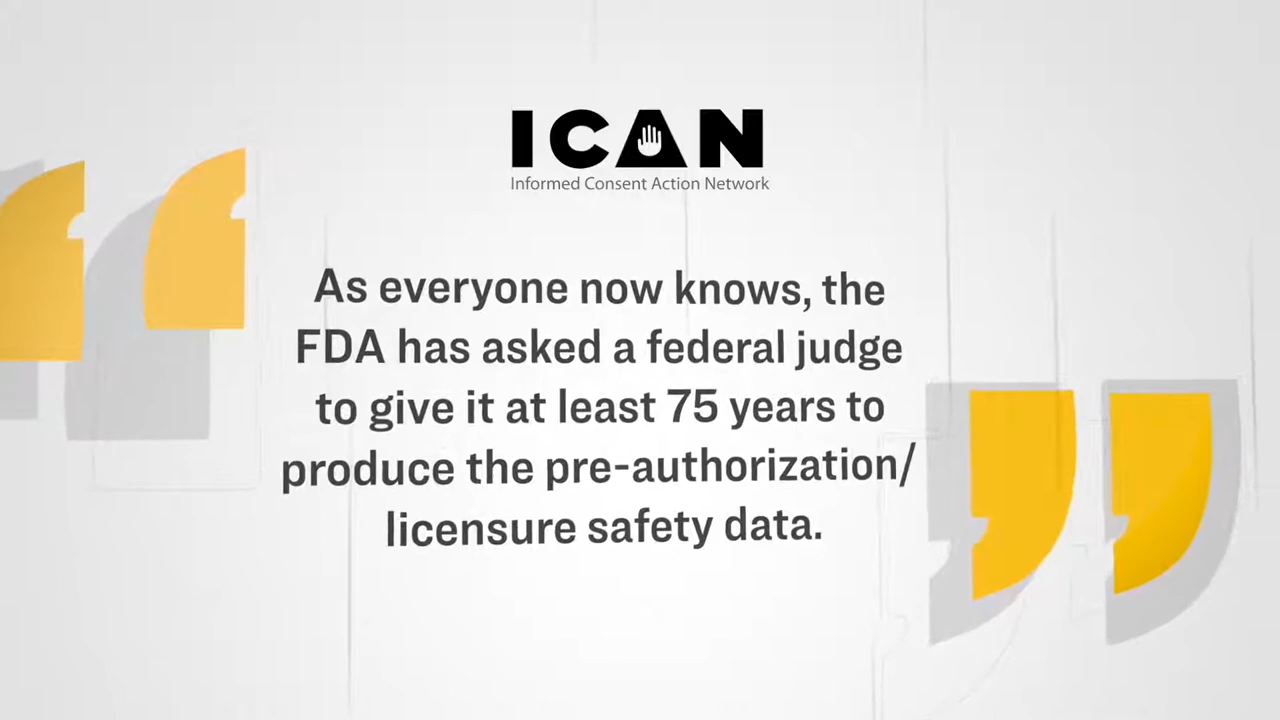 ICAN
Informed Consent Action Network
As everyone now knows, the
FDA has asked a federal judge
to give it at least 75 years to
produce the pre-authorization/
licensure safety data.